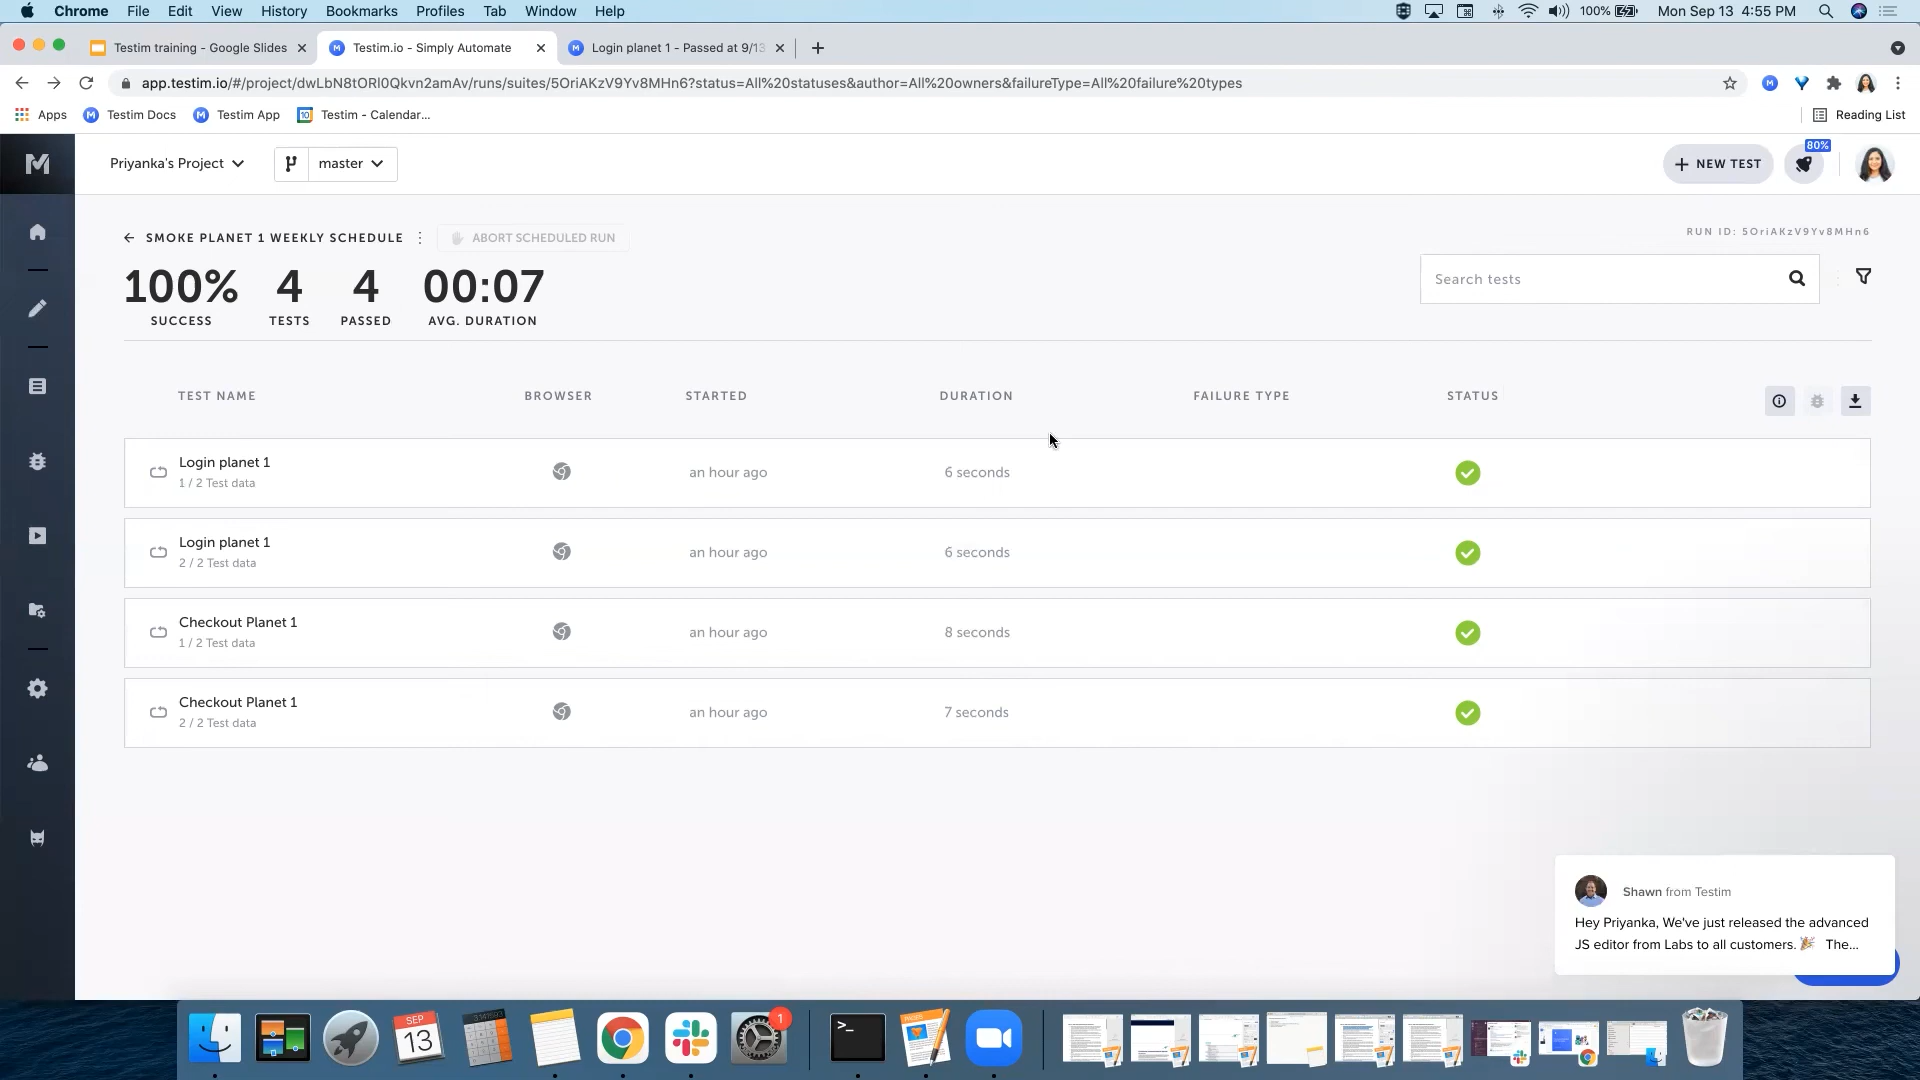 Chrome File Edit View History Bookmarks Profiles Tab Window Help
100% Mon Sep 13 4:55 PM
Testim training - Google Slides
Testim.io - Simply Automate
Login planet 1 - Passed at 9/13
app.testim.io/#/project/dwLbN8tORl0Qkvn2amAv/runs/suites/5OriAKzV9Yv8MHn6?status=All%20statuses&author=All%20owners&failureType=All%20failure%20types
Apps
Testim Docs
Testim App
Testim - Calendar...
Reading List
Priyanka's Project
master
+ NEW TEST
80%
SMOKE PLANET 1 WEEKLY SCHEDULE
ABORT SCHEDULED RUN
RUN ID: 5OriAKzV9Yv8MHn6
100% 4 4 00:07
SUCCESS TESTS PASSED AVG. DURATION
Search tests
TEST NAME BROWSER STARTED DURATION FAILURE TYPE STATUS
Login planet 1
1 / 2 Test data
an hour ago
6 seconds
Login planet 1
2 / 2 Test data
an hour ago
6 seconds
Checkout Planet 1
1 / 2 Test data
an hour ago
8 seconds
Checkout Planet 1
2 / 2 Test data
an hour ago
7 seconds
Shawn from Testim
Hey Priyanka, We've just released the advanced
JS editor from Labs to all customers. 🎉 The...
SEP
13
1